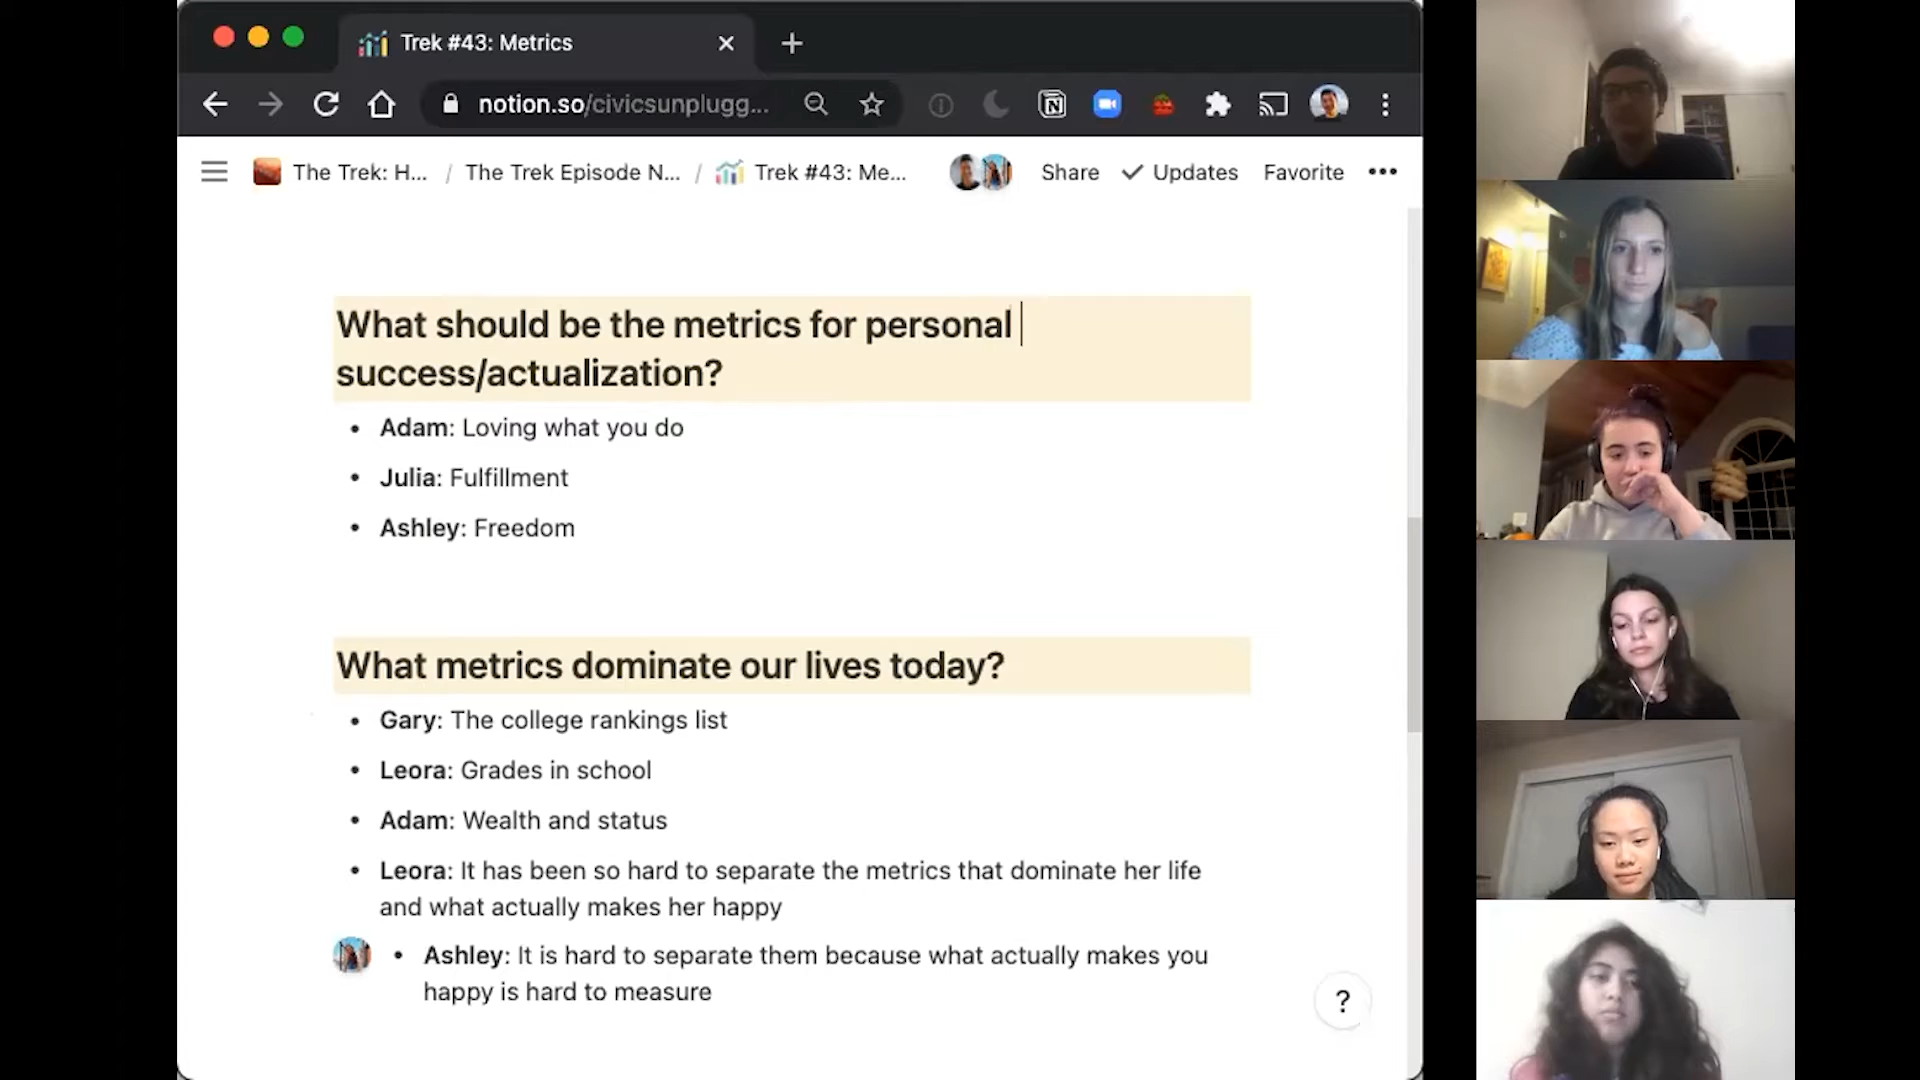 Trek #43: Metrics
notion.so/civicsunplugg...
The Trek: H... / The Trek Episode N... / Trek #43: Me... Share Updates Favorite
What should be the metrics for personal
success/actualization?
• Adam: Loving what you do
• Julia: Fulfillment
• Ashley: Freedom
What metrics dominate our lives today?
• Gary: The college rankings list
• Leora: Grades in school
• Adam: Wealth and status
• Leora: It has been so hard to separate the metrics that dominate her life
and what actually makes her happy
• Ashley: It is hard to separate them because what actually makes you
happy is hard to measure
?